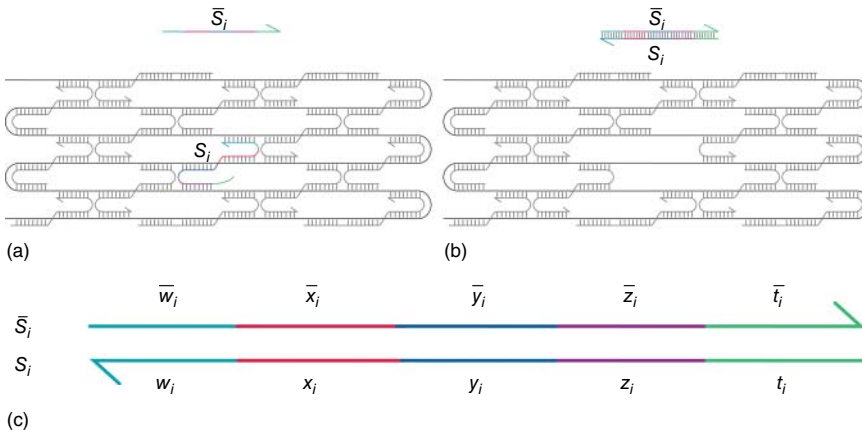 S̄ᵢ S̄ᵢ
Sᵢ
Sᵢ
(a) (b)
w̄ᵢ x̄ᵢ ȳᵢ z̄ᵢ t̄ᵢ
S̄ᵢ
Sᵢ
wᵢ xᵢ yᵢ zᵢ tᵢ
(c)